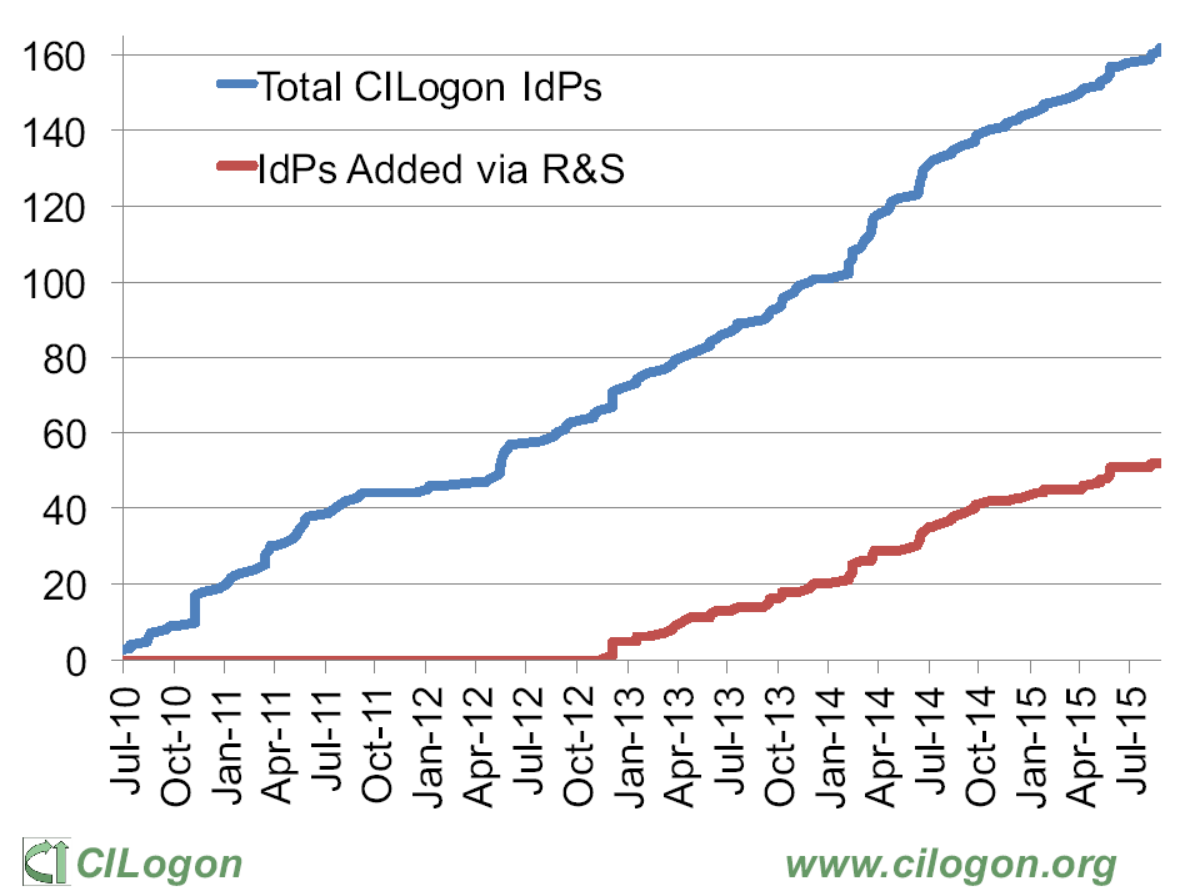 160
140
120
100
80
60
40
20
0
Total CILogon IdPs
IdPs Added via R&S
Jul-10
Oct-10
Jan-11
Apr-11
Jul-11
Oct-11
Jan-12
Apr-12
Jul-12
Oct-12
Jan-13
Apr-13
Jul-13
Oct-13
Jan-14
Apr-14
Jul-14
Oct-14
Jan-15
Apr-15
Jul-15
CILogon
www.cilogon.org